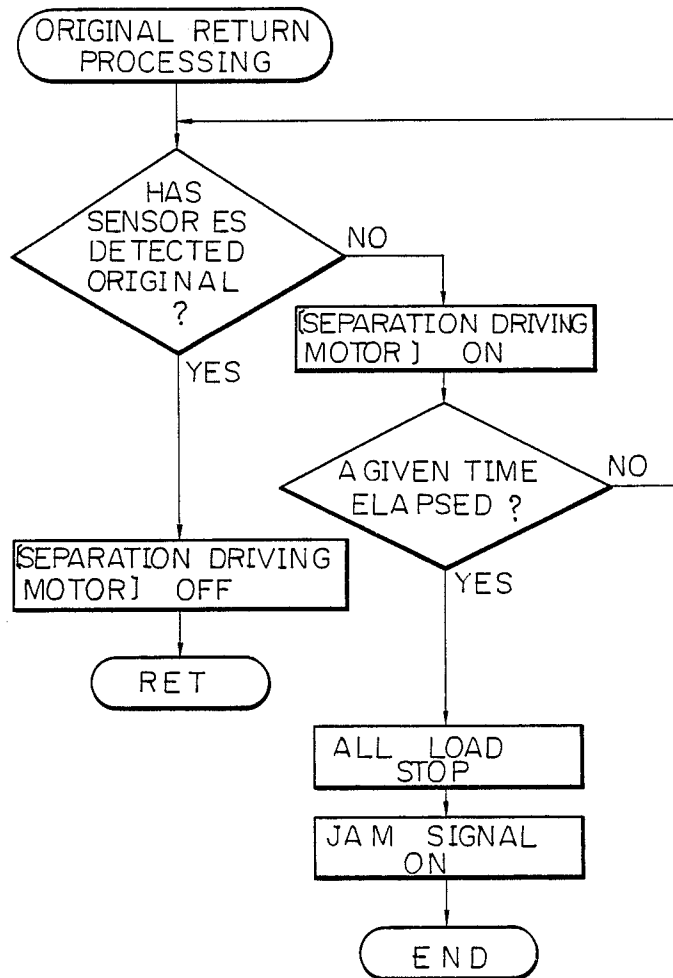 ORIGINAL RETURN
PROCESSING
HAS
SENSOR ES
DETECTED
ORIGINAL
?
NO
YES
[SEPARATION DRIVING
MOTOR] ON
A GIVEN TIME
ELAPSED ?
NO
YES
[SEPARATION DRIVING
MOTOR] OFF
RET
ALL LOAD
STOP
JAM SIGNAL
ON
END